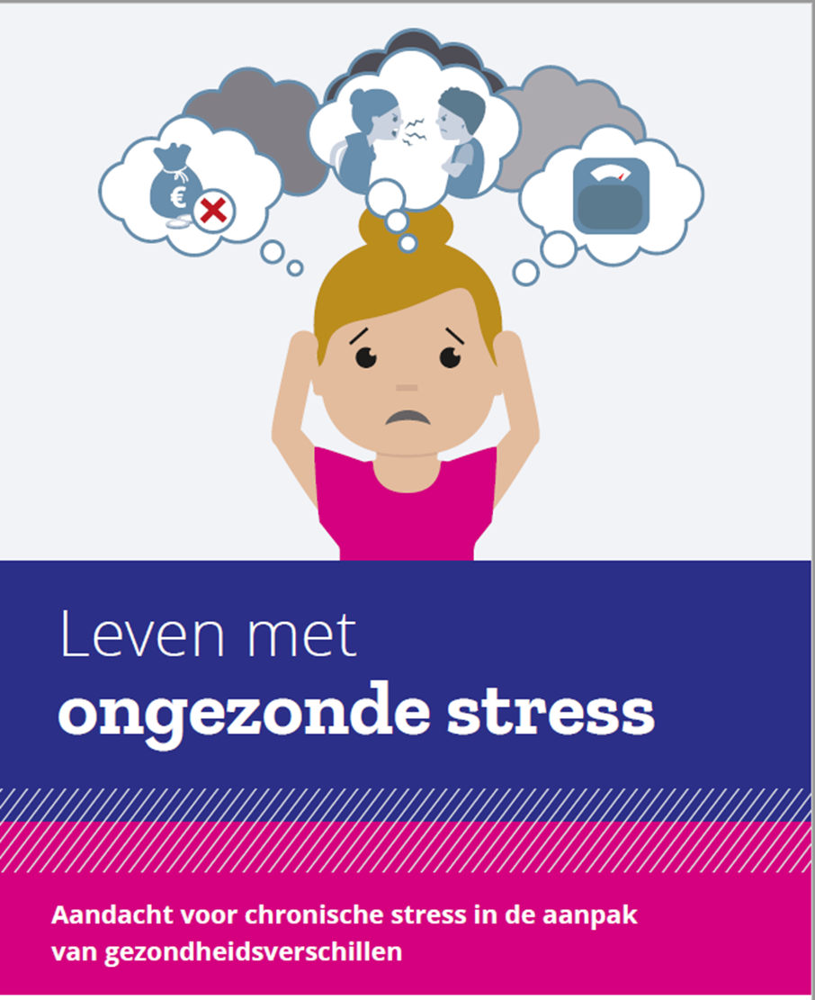 €
Leven met
ongezonde stress
Aandacht voor chronische stress in de aanpak
van gezondheidsverschillen